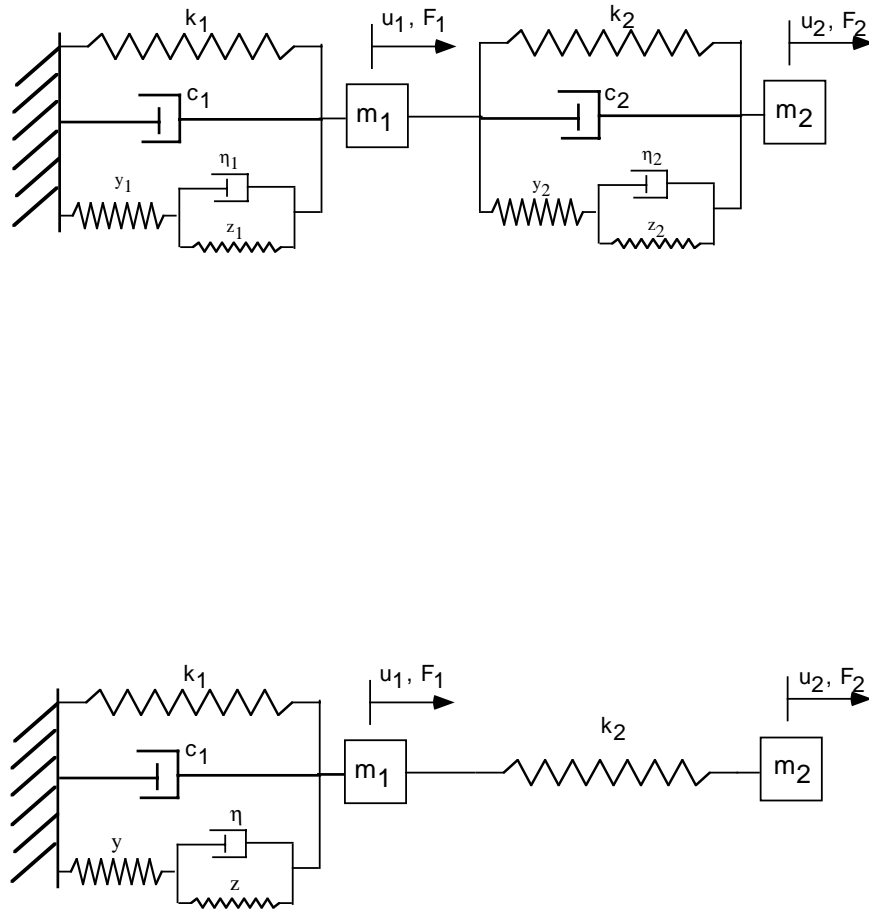 k1
u1, F1
k2
u2, F2
c1
m1
c2
m2
η1
y1
z1
η2
y2
z2
k1
u1, F1
k2
u2, F2
c1
m1
m2
η
y
z